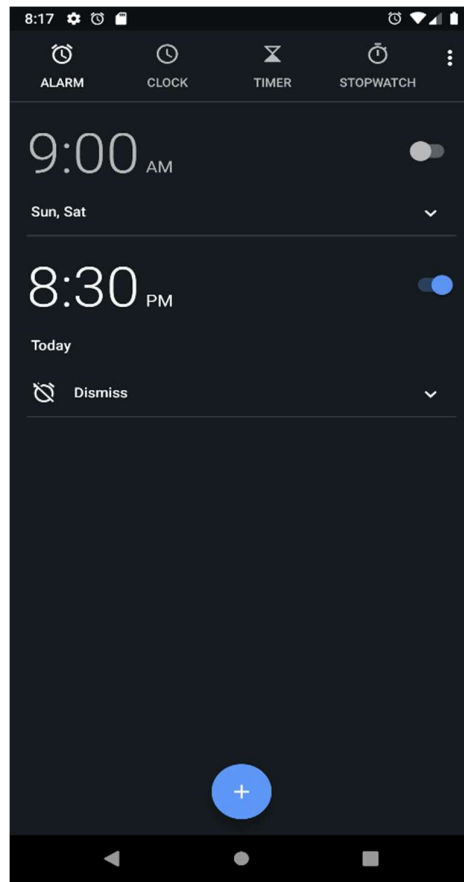 8:17
ALARM CLOCK TIMER STOPWATCH
9:00 AM
Sun, Sat
8:30 PM
Today
Dismiss